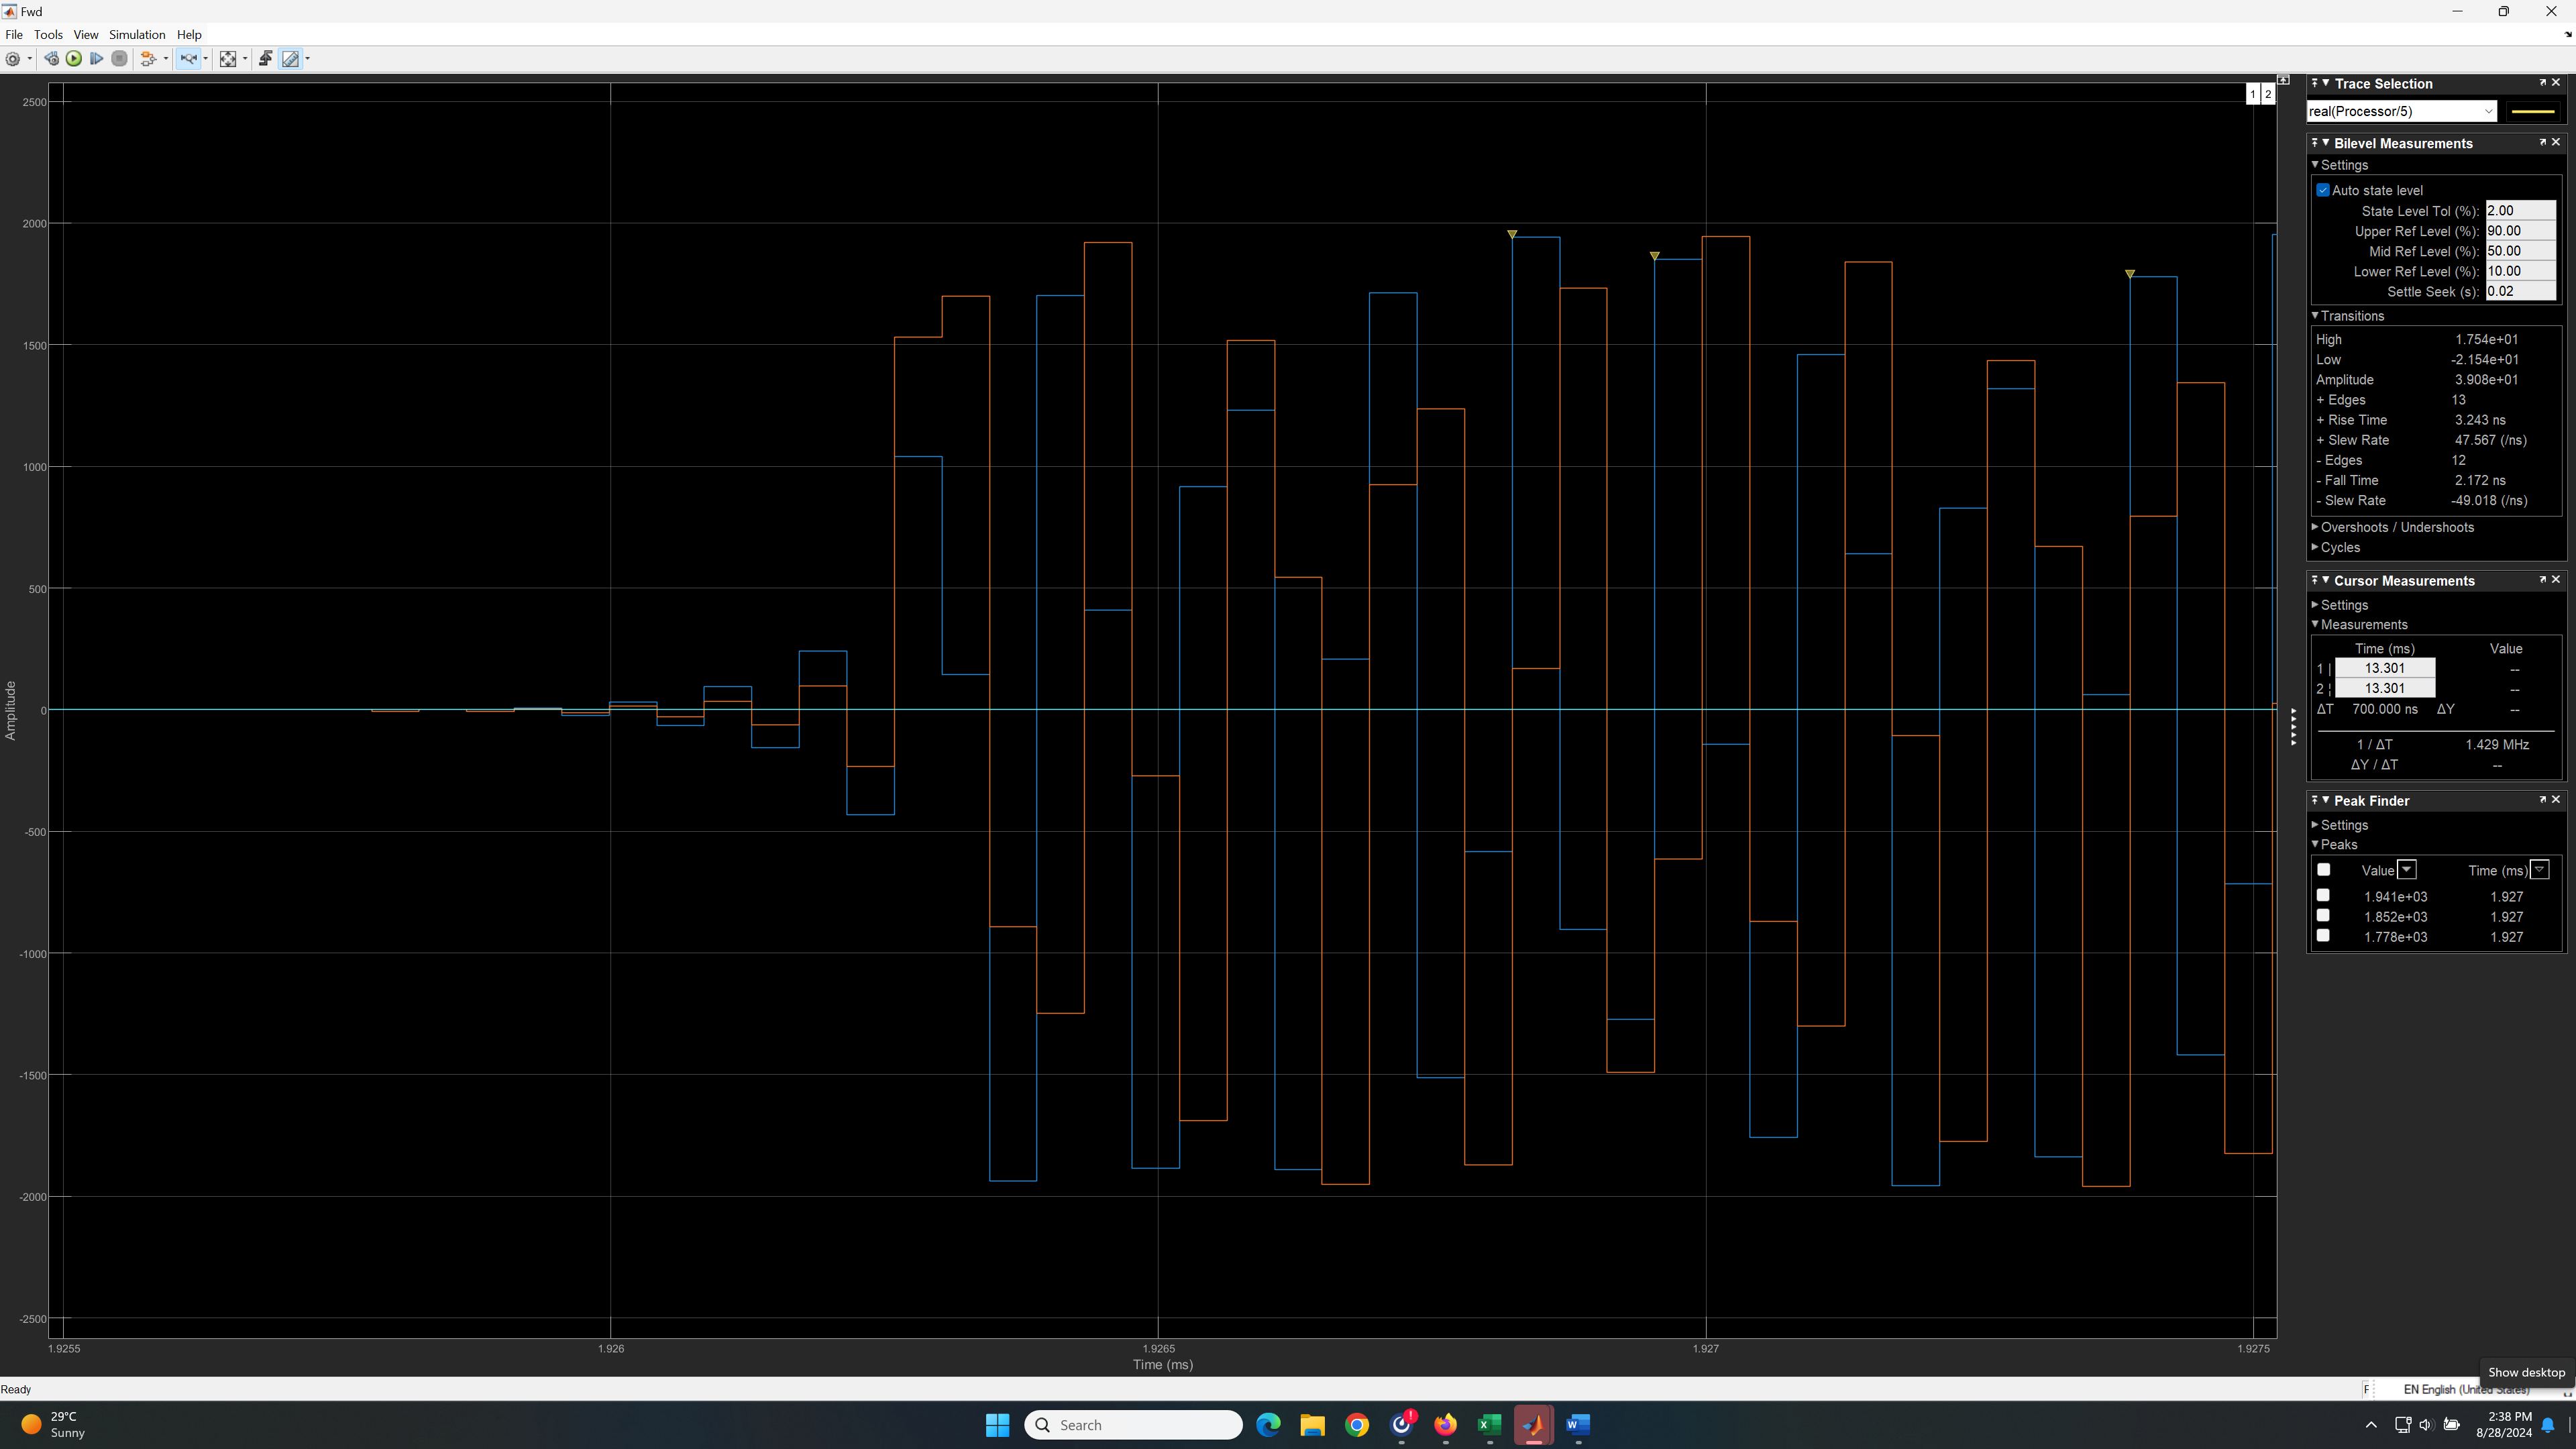 Fwd
File Tools View Simulation Help
1 2
2500
2000
1500
1000
500
0
-500
-1000
-1500
-2000
-2500
Amplitude
1.9255 1.926 1.9265 1.927 1.9275
Time (ms)
Trace Selection
real(Processor/5)
Bilevel Measurements
Settings
Auto state level
State Level Tol (%): 2.00
Upper Ref Level (%): 90.00
Mid Ref Level (%): 50.00
Lower Ref Level (%): 10.00
Settle Seek (s): 0.02
Transitions
High 1.754e+01
Low -2.154e+01
Amplitude 3.908e+01
+ Edges 13
+ Rise Time 3.243 ns
+ Slew Rate 47.567 (/ns)
- Edges 12
- Fall Time 2.172 ns
- Slew Rate -49.018 (/ns)
Overshoots / Undershoots
Cycles
Cursor Measurements
Settings
Measurements
Time (ms) Value
1 | 13.301 --
2 ¦ 13.301 --
ΔT 700.000 ns ΔY --
1 / ΔT 1.429 MHz
ΔY / ΔT --
Peak Finder
Settings
Peaks
Value Time (ms)
1.941e+03 1.927
1.852e+03 1.927
1.778e+03 1.927
Show desktop
Ready
F EN English (United States)
29°C
Sunny
Search
2:38 PM
8/28/2024